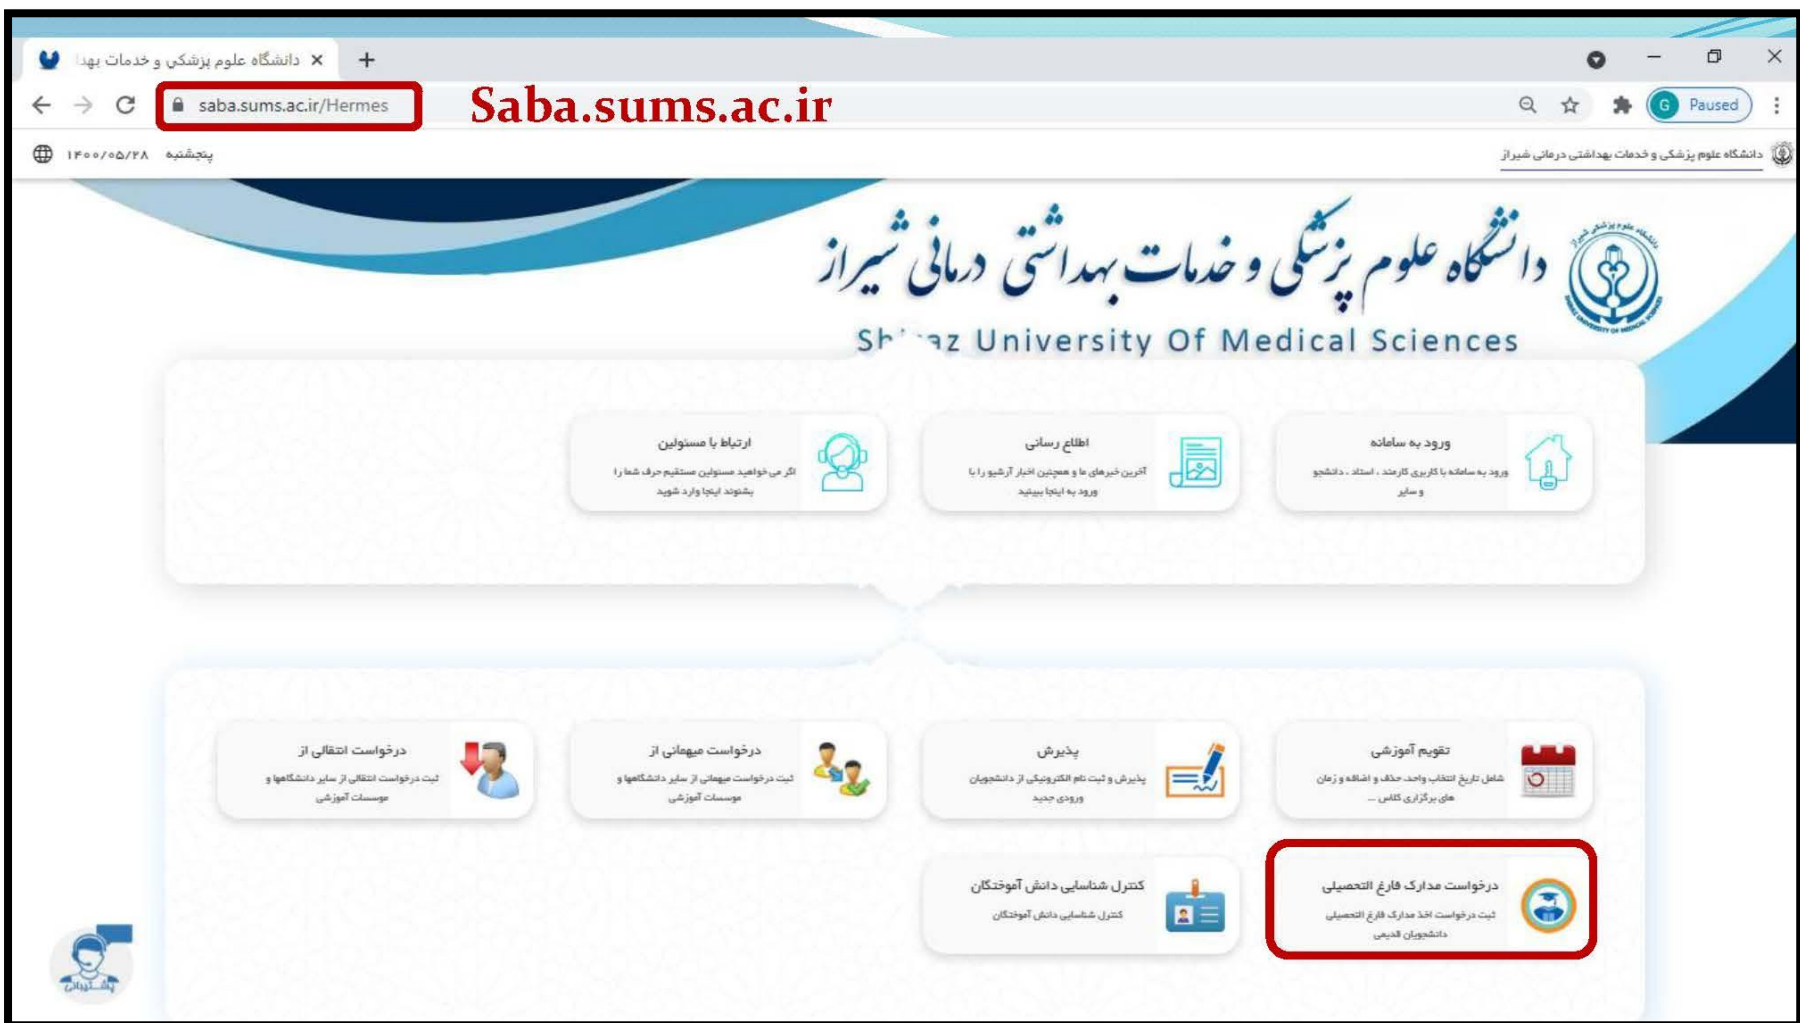 دانشگاه علوم پزشکی و خدمات بهدا
saba.sums.ac.ir/Hermes
Saba.sums.ac.ir
Paused
G
دانشگاه علوم پزشکی و خدمات بهداشتی درمانی شیراز
پنجشنبه ۱۴۰۰/۰۵/۲۸
دانشگاه علوم پزشکی و خدمات بهداشتی درمانی شیراز
University Of Medical Sciences
ورود به سامانه
ورود به سامانه با کاربری کارمند ، استاد ، دانشجو
و سایر
اطلاع رسانی
آخرین خبرهای ما و همچنین اخبار آرشیو را با
ورود به اینجا ببینید
ارتباط با مسئولین
اگر می خواهید مسئولین مستقیم حرف شما را
بشنوند اینجا وارد شوید
تقویم آموزشی
شامل تاریخ انتخاب واحد، حذف و اضافه و زمان
های برگزاری کلاس ...
پذیرش
پذیرش و ثبت نام الکترونیکی از دانشجویان
ورودی جدید
درخواست میهمانی از
ثبت درخواست میهمانی از سایر دانشگاهها و
موسسات آموزشی
درخواست انتقالی از
ثبت درخواست انتقالی از سایر دانشگاهها و
موسسات آموزشی
درخواست مدارک فارغ التحصیلی
ثبت درخواست اخذ مدارک فارغ التحصیلی
دانشجویان قدیمی
کنترل شناسایی دانش آموختگان
کنترل شناسایی دانش آموختگان
پشتیبانی